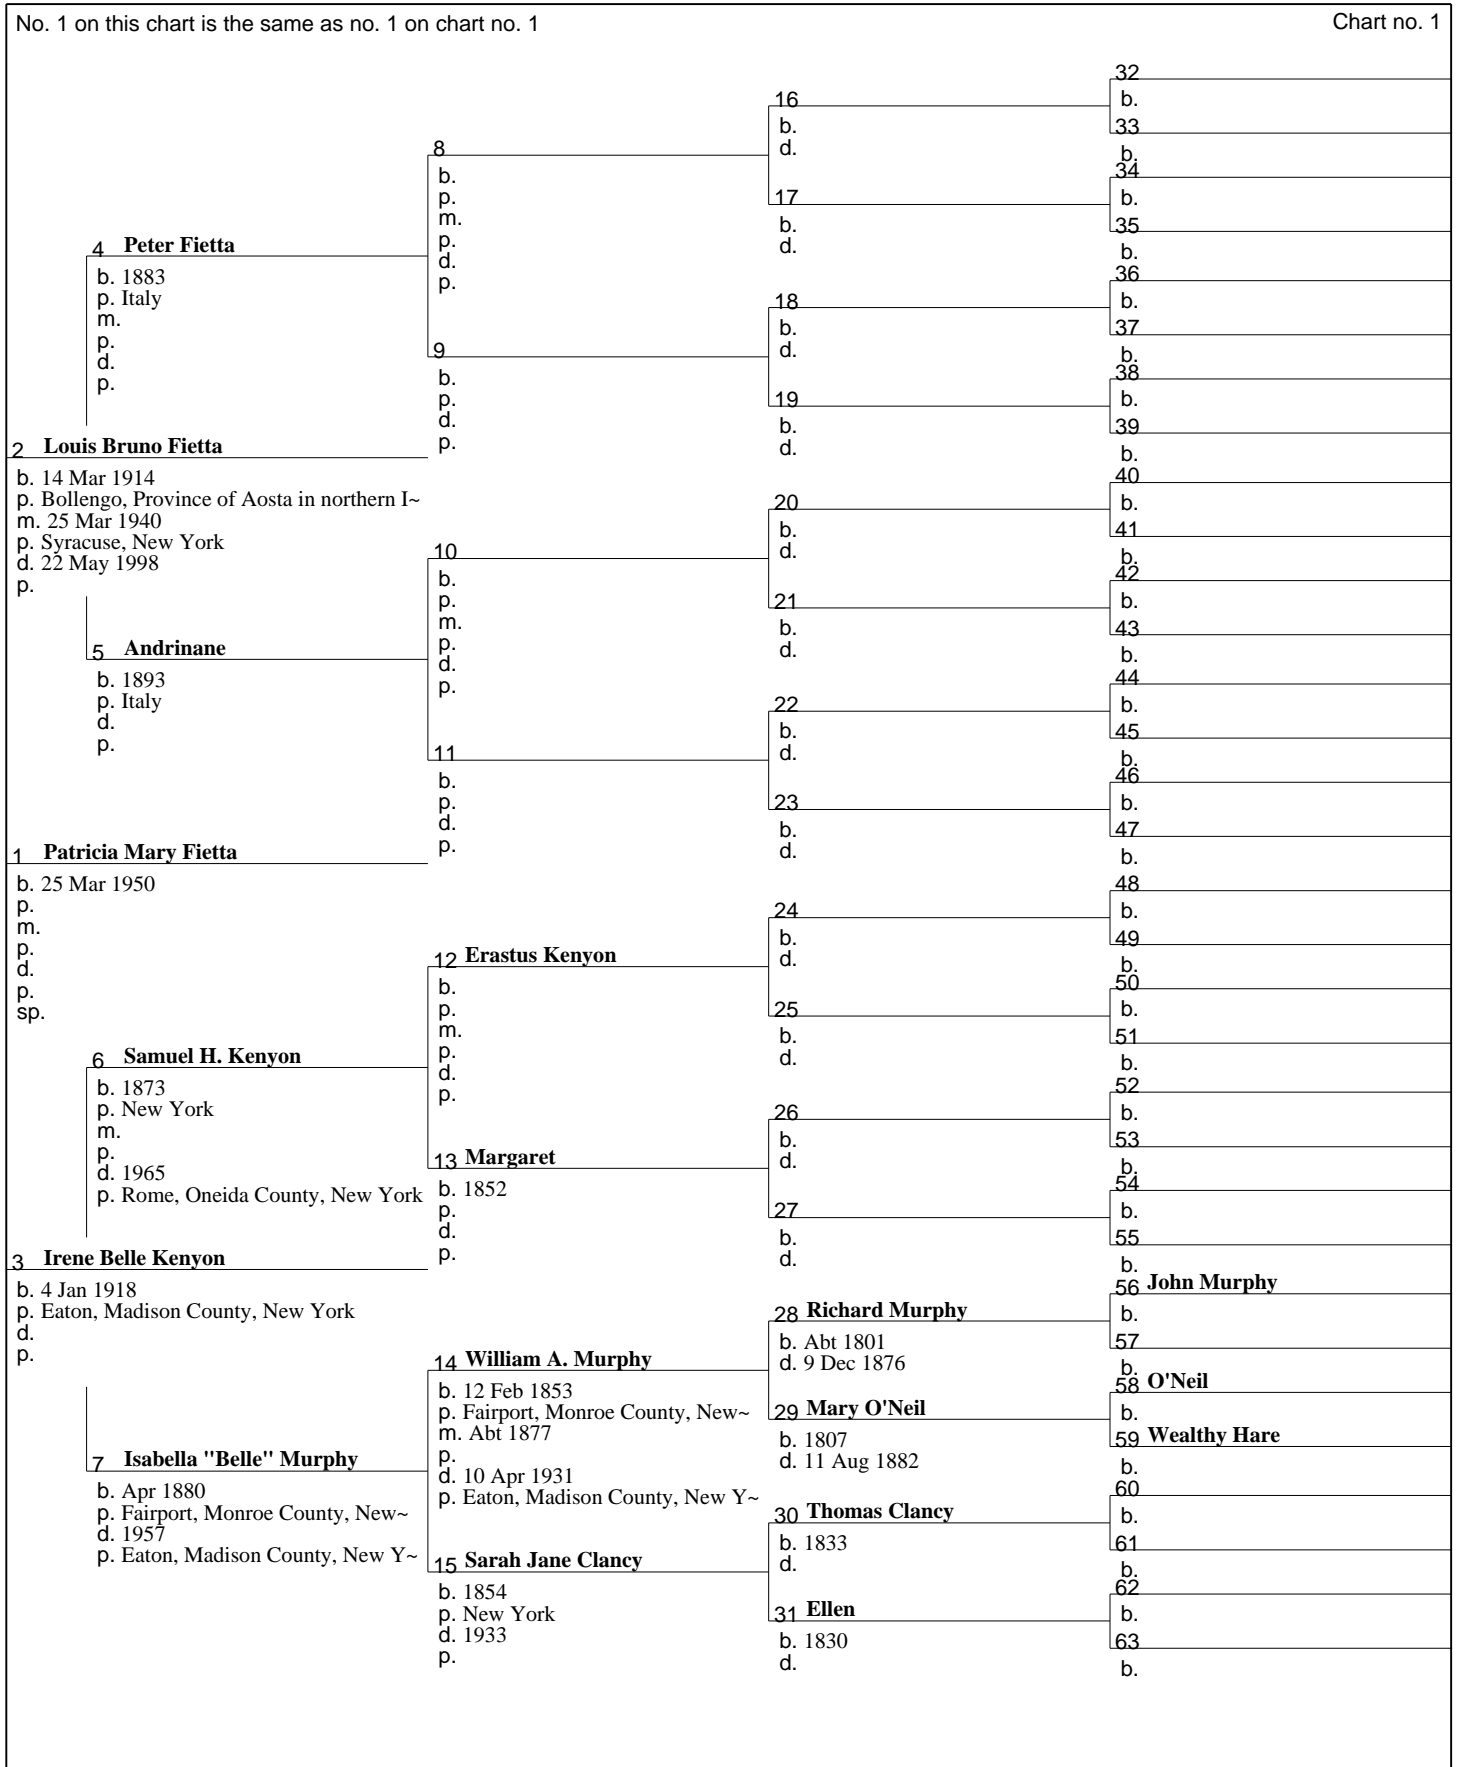 No. 1 on this chart is the same as no. 1 on chart no. 1
Chart no. 1
4 Peter Fietta
b. 1883
p. Italy
m.
p.
d.
p.
2 Louis Bruno Fietta
b. 14 Mar 1914
p. Bollengo, Province of Aosta in northern I~
m. 25 Mar 1940
p. Syracuse, New York
d. 22 May 1998
p.
5 Andrinane
b. 1893
p. Italy
d.
p.
1 Patricia Mary Fietta
b. 25 Mar 1950
p.
m.
p.
d.
p.
sp.
6 Samuel H. Kenyon
b. 1873
p. New York
m.
p.
d. 1965
p. Rome, Oneida County, New York
3 Irene Belle Kenyon
b. 4 Jan 1918
p. Eaton, Madison County, New York
d.
p.
7 Isabella "Belle" Murphy
b. Apr 1880
p. Fairport, Monroe County, New~
d. 1957
p. Eaton, Madison County, New Y~
8
b.
p.
m.
p.
d.
p.
9
b.
p.
d.
p.
10
b.
p.
m.
p.
d.
p.
11
b.
p.
d.
p.
12 Erastus Kenyon
b.
p.
m.
p.
d.
p.
13 Margaret
b. 1852
p.
d.
p.
14 William A. Murphy
b. 12 Feb 1853
p. Fairport, Monroe County, New~
m. Abt 1877
p.
d. 10 Apr 1931
p. Eaton, Madison County, New Y~
15 Sarah Jane Clancy
b. 1854
p. New York
d. 1933
p.
16
b.
d.
17
b.
d.
18
b.
d.
19
b.
d.
20
b.
d.
21
b.
d.
22
b.
d.
23
b.
d.
24
b.
d.
25
b.
d.
26
b.
d.
27
b.
d.
28 Richard Murphy
b. Abt 1801
d. 9 Dec 1876
29 Mary O'Neil
b. 1807
d. 11 Aug 1882
30 Thomas Clancy
b. 1833
d.
31 Ellen
b. 1830
d.
32
b.
33
b.
34
b.
35
b.
36
b.
37
b.
38
b.
39
b.
40
b.
41
b.
42
b.
43
b.
44
b.
45
b.
46
b.
47
b.
48
b.
49
b.
50
b.
51
b.
52
b.
53
b.
54
b.
55
b.
56 John Murphy
b.
57
b.
58 O'Neil
b.
59 Wealthy Hare
b.
60
b.
61
b.
62
b.
63
b.